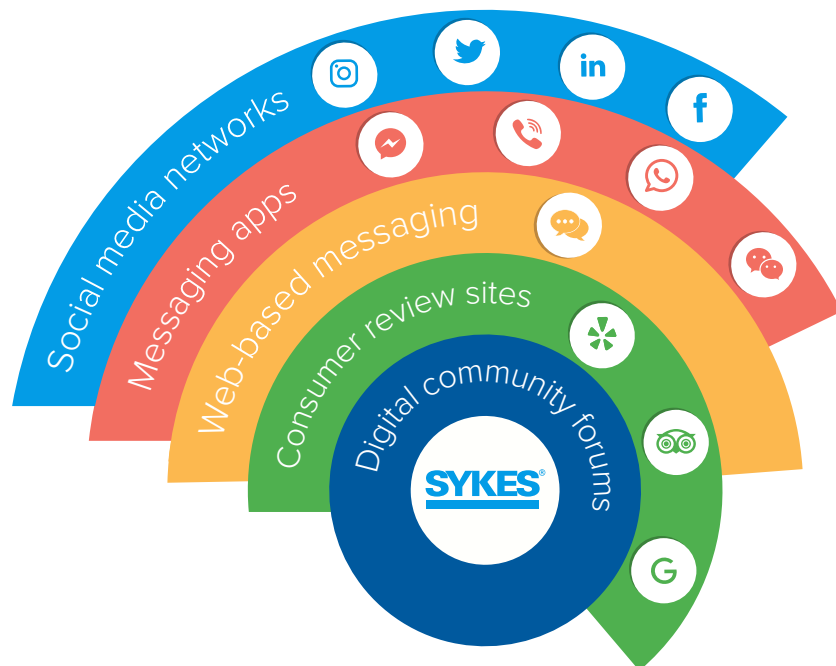 Social media networks
Messaging apps
Web-based messaging
Consumer review sites
Digital community forums
SYKES®